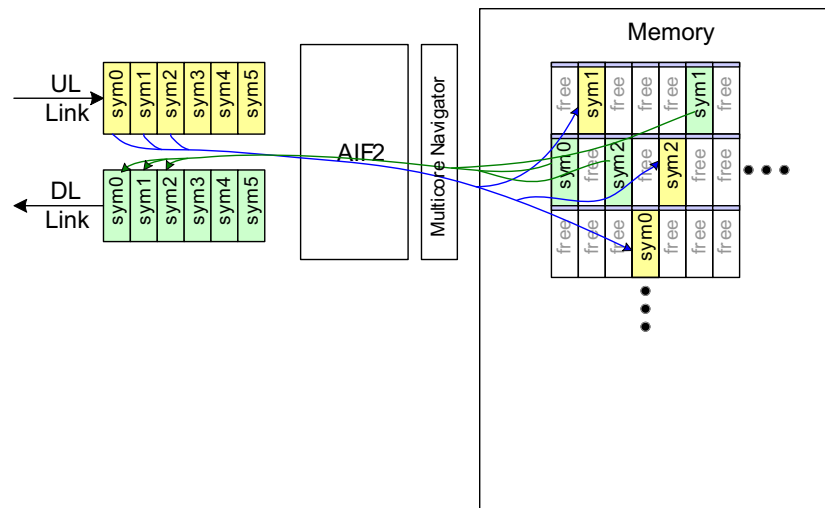 Memory
UL
Link
sym0 sym1 sym2 sym3 sym4 sym5
DL
Link
sym0 sym1 sym2 sym3 sym4 sym5
AIF2
Multicore Navigator
free sym1 free free free sym1 free
sym0 free sym2 free sym2 free free
free free free sym0 free free free